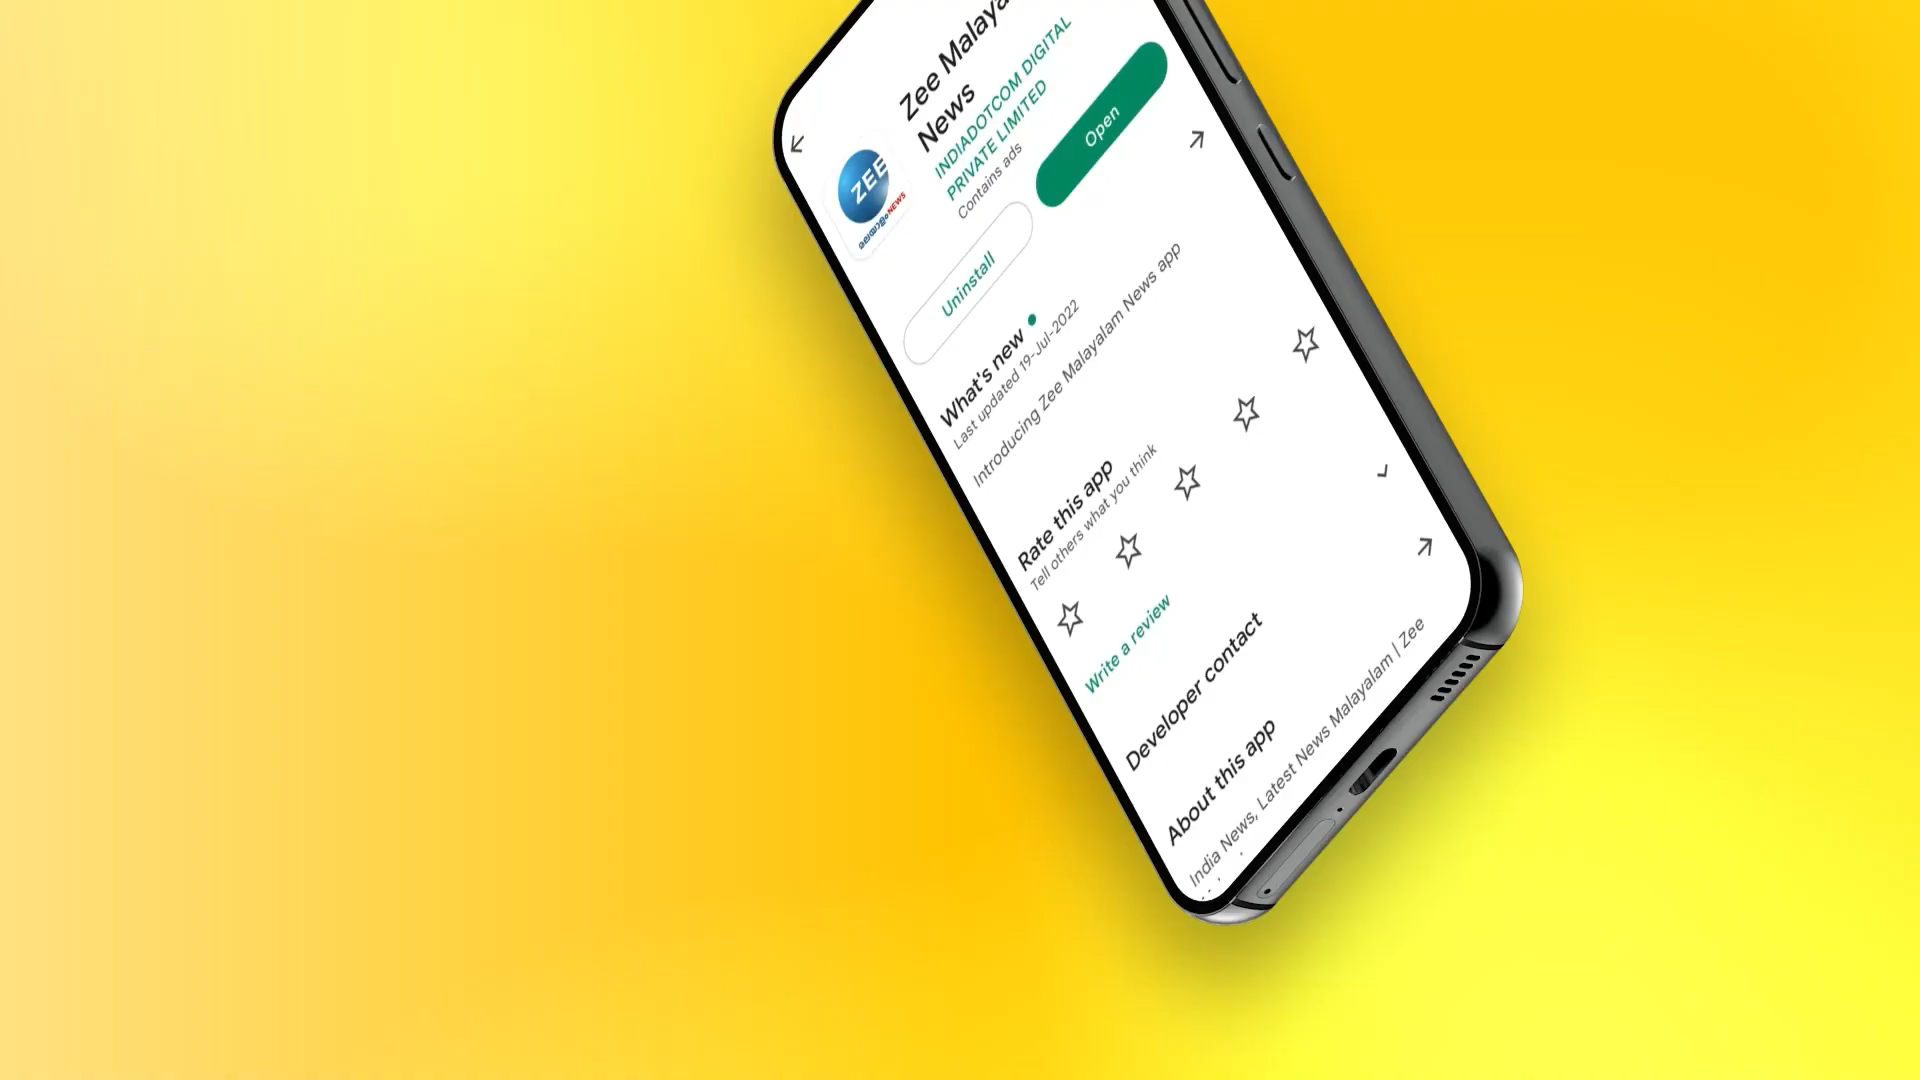 Zee Malaya
News
INDIADOTCOM DIGITAL
PRIVATE LIMITED
Contains ads
ZEE
മലയാളംNEWS
Uninstall
Open
What's new
Last updated 19-Jul-2022
Introducing Zee Malayalam News app
Rate this app
Tell others what you think
Write a review
Developer contact
About this app
India News, Latest News Malayalam | Zee